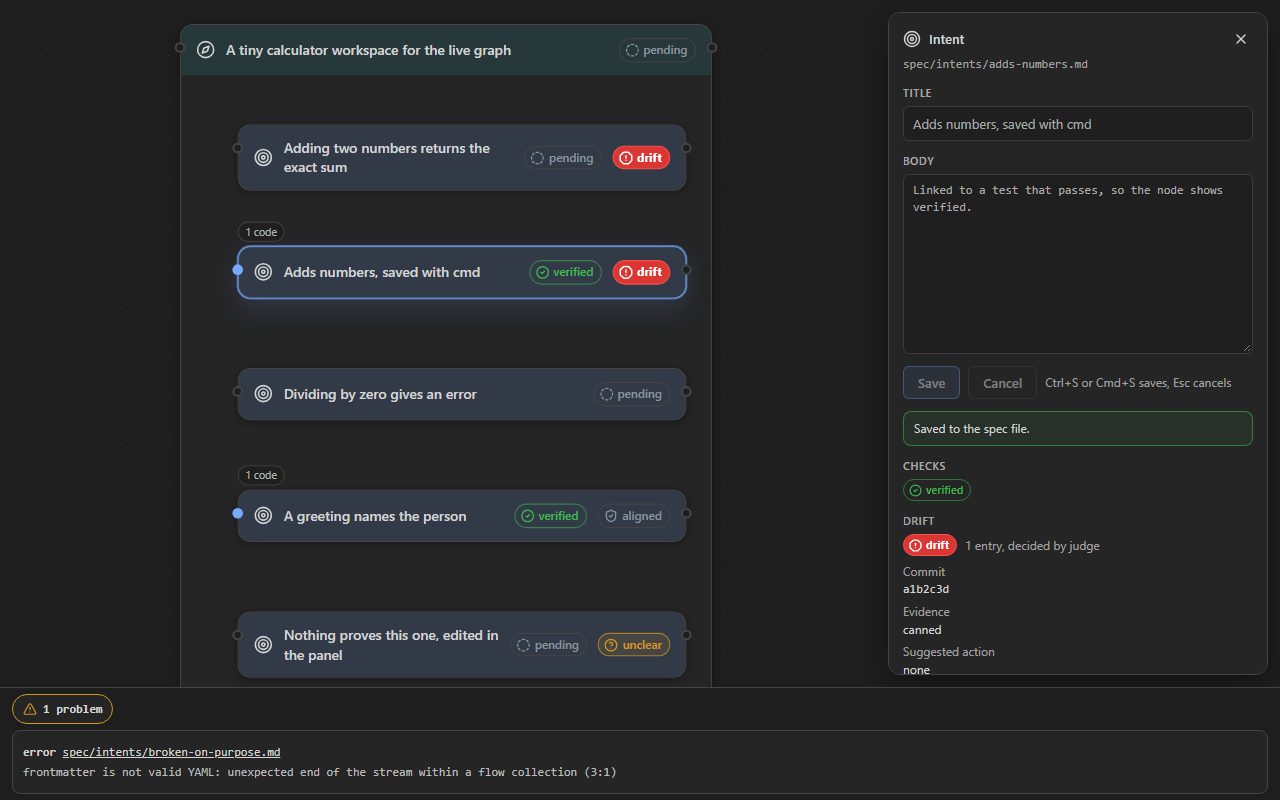 A tiny calculator workspace for the live graph
pending
Adding two numbers returns the
exact sum
pending
drift
1 code
Adds numbers, saved with cmd
verified
drift
Dividing by zero gives an error
pending
1 code
A greeting names the person
verified
aligned
Nothing proves this one, edited in
the panel
pending
unclear
Intent
spec/intents/adds-numbers.md
TITLE
Adds numbers, saved with cmd
BODY
Linked to a test that passes, so the node shows
verified.
Save
Cancel
Ctrl+S or Cmd+S saves, Esc cancels
Saved to the spec file.
CHECKS
verified
DRIFT
drift
1 entry, decided by judge
Commit
a1b2c3d
Evidence
canned
Suggested action
none
1 problem
error spec/intents/broken-on-purpose.md
frontmatter is not valid YAML: unexpected end of the stream within a flow collection (3:1)